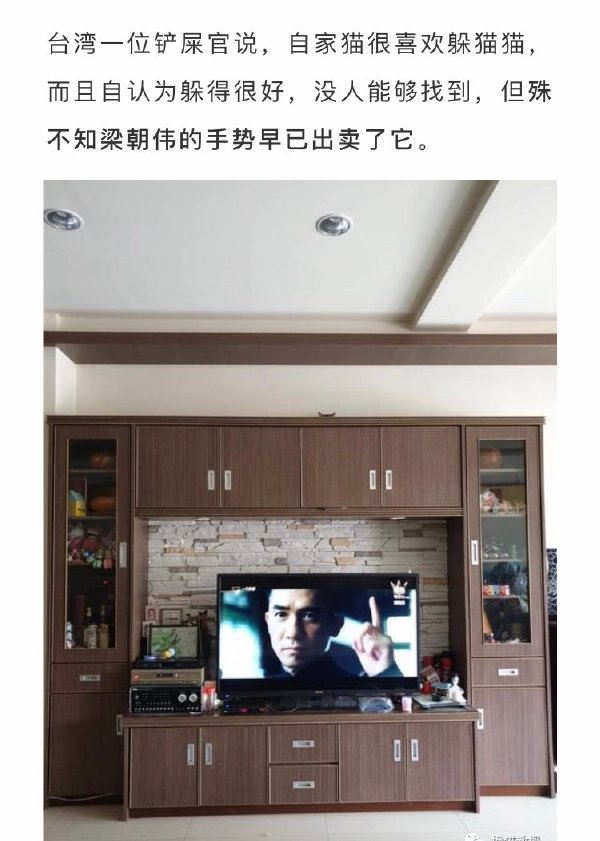 台湾一位铲屎官说，自家猫很喜欢躲猫猫，
而且自认为躲得很好，没人能够找到，但殊
不知梁朝伟的手势早已出卖了它。